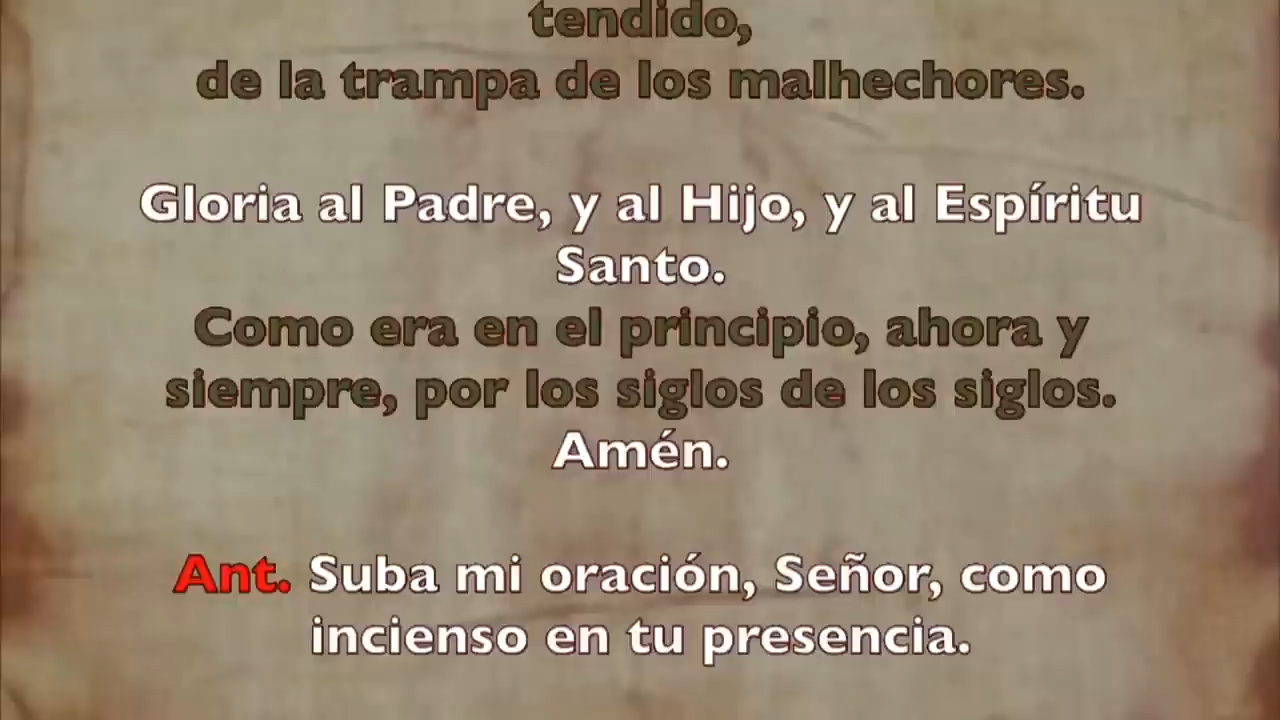 tendido,
de la trampa de los malhechores.
Gloria al Padre, y al Hijo, y al Espíritu
Santo.
Como era en el principio, ahora y
siempre, por los siglos de los siglos.
Amén.
Ant. Suba mi oración, Señor, como
incienso en tu presencia.